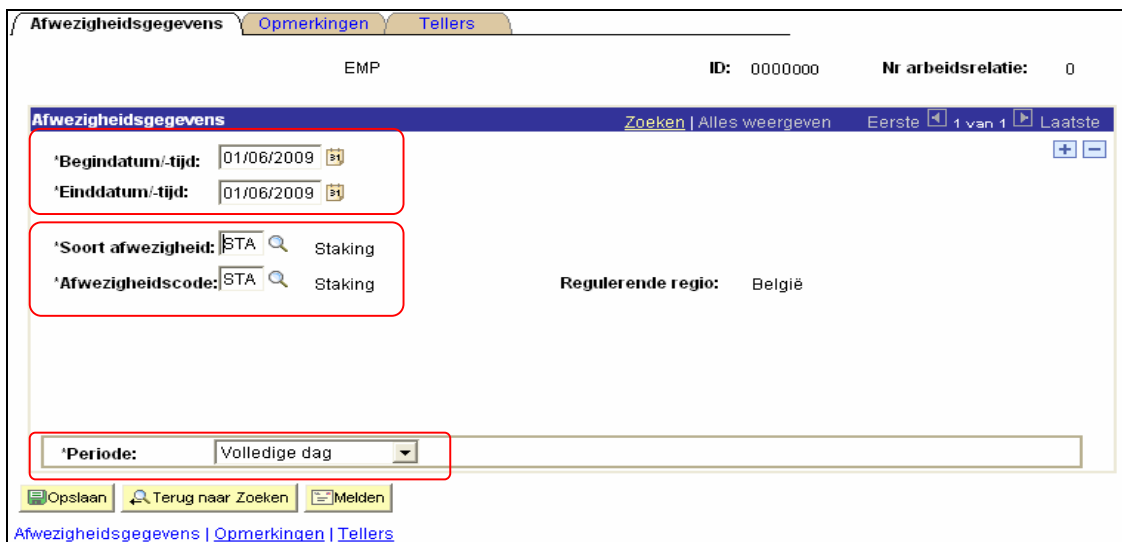 Afwezigheidsgegevens Opmerkingen Tellers
EMP ID: 0000000 Nr arbeidsrelatie: 0
Afwezigheidsgegevens Zoeken | Alles weergeven Eerste 1 van 1 Laatste
*Begindatum/-tijd: 01/06/2009
*Einddatum/-tijd: 01/06/2009
*Soort afwezigheid: STA Staking
*Afwezigheidscode: STA Staking Regulerende regio: België
*Periode: Volledige dag
Opslaan Terug naar Zoeken Melden
Afwezigheidsgegevens | Opmerkingen | Tellers